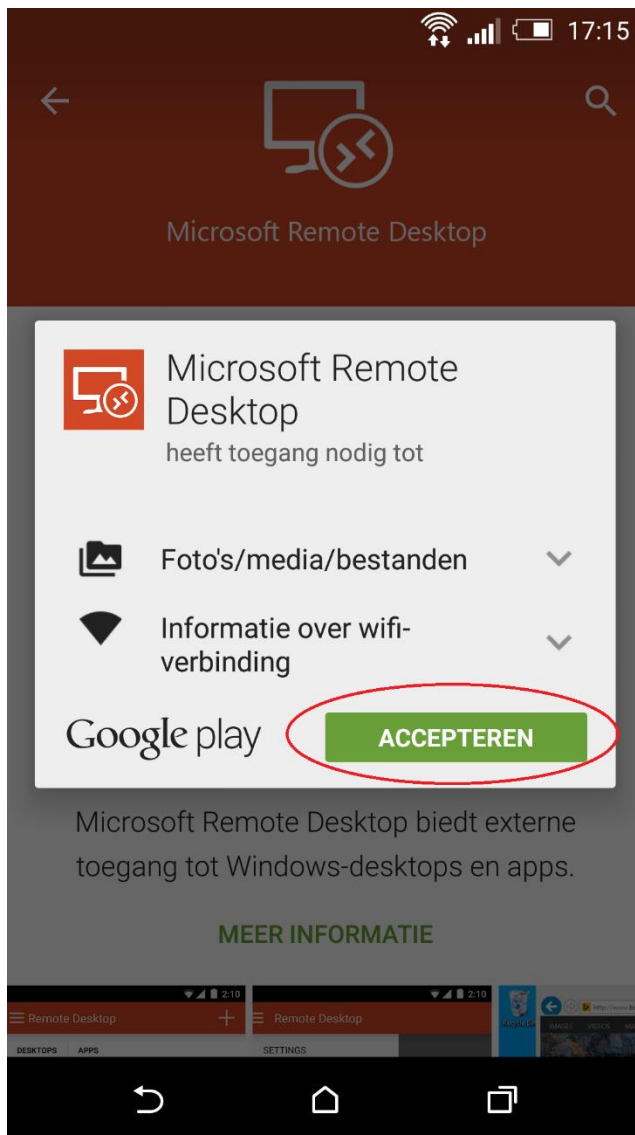 17:15
Microsoft Remote Desktop
Microsoft Remote
Desktop
heeft toegang nodig tot
Foto's/media/bestanden
Informatie over wifi-
verbinding
Google play
ACCEPTEREN
Microsoft Remote Desktop biedt externe
toegang tot Windows-desktops en apps.
MEER INFORMATIE
2:10
2:10
Remote Desktop
Remote Desktop
DESKTOPS APPS
SETTINGS
IMAGES VIDEOS